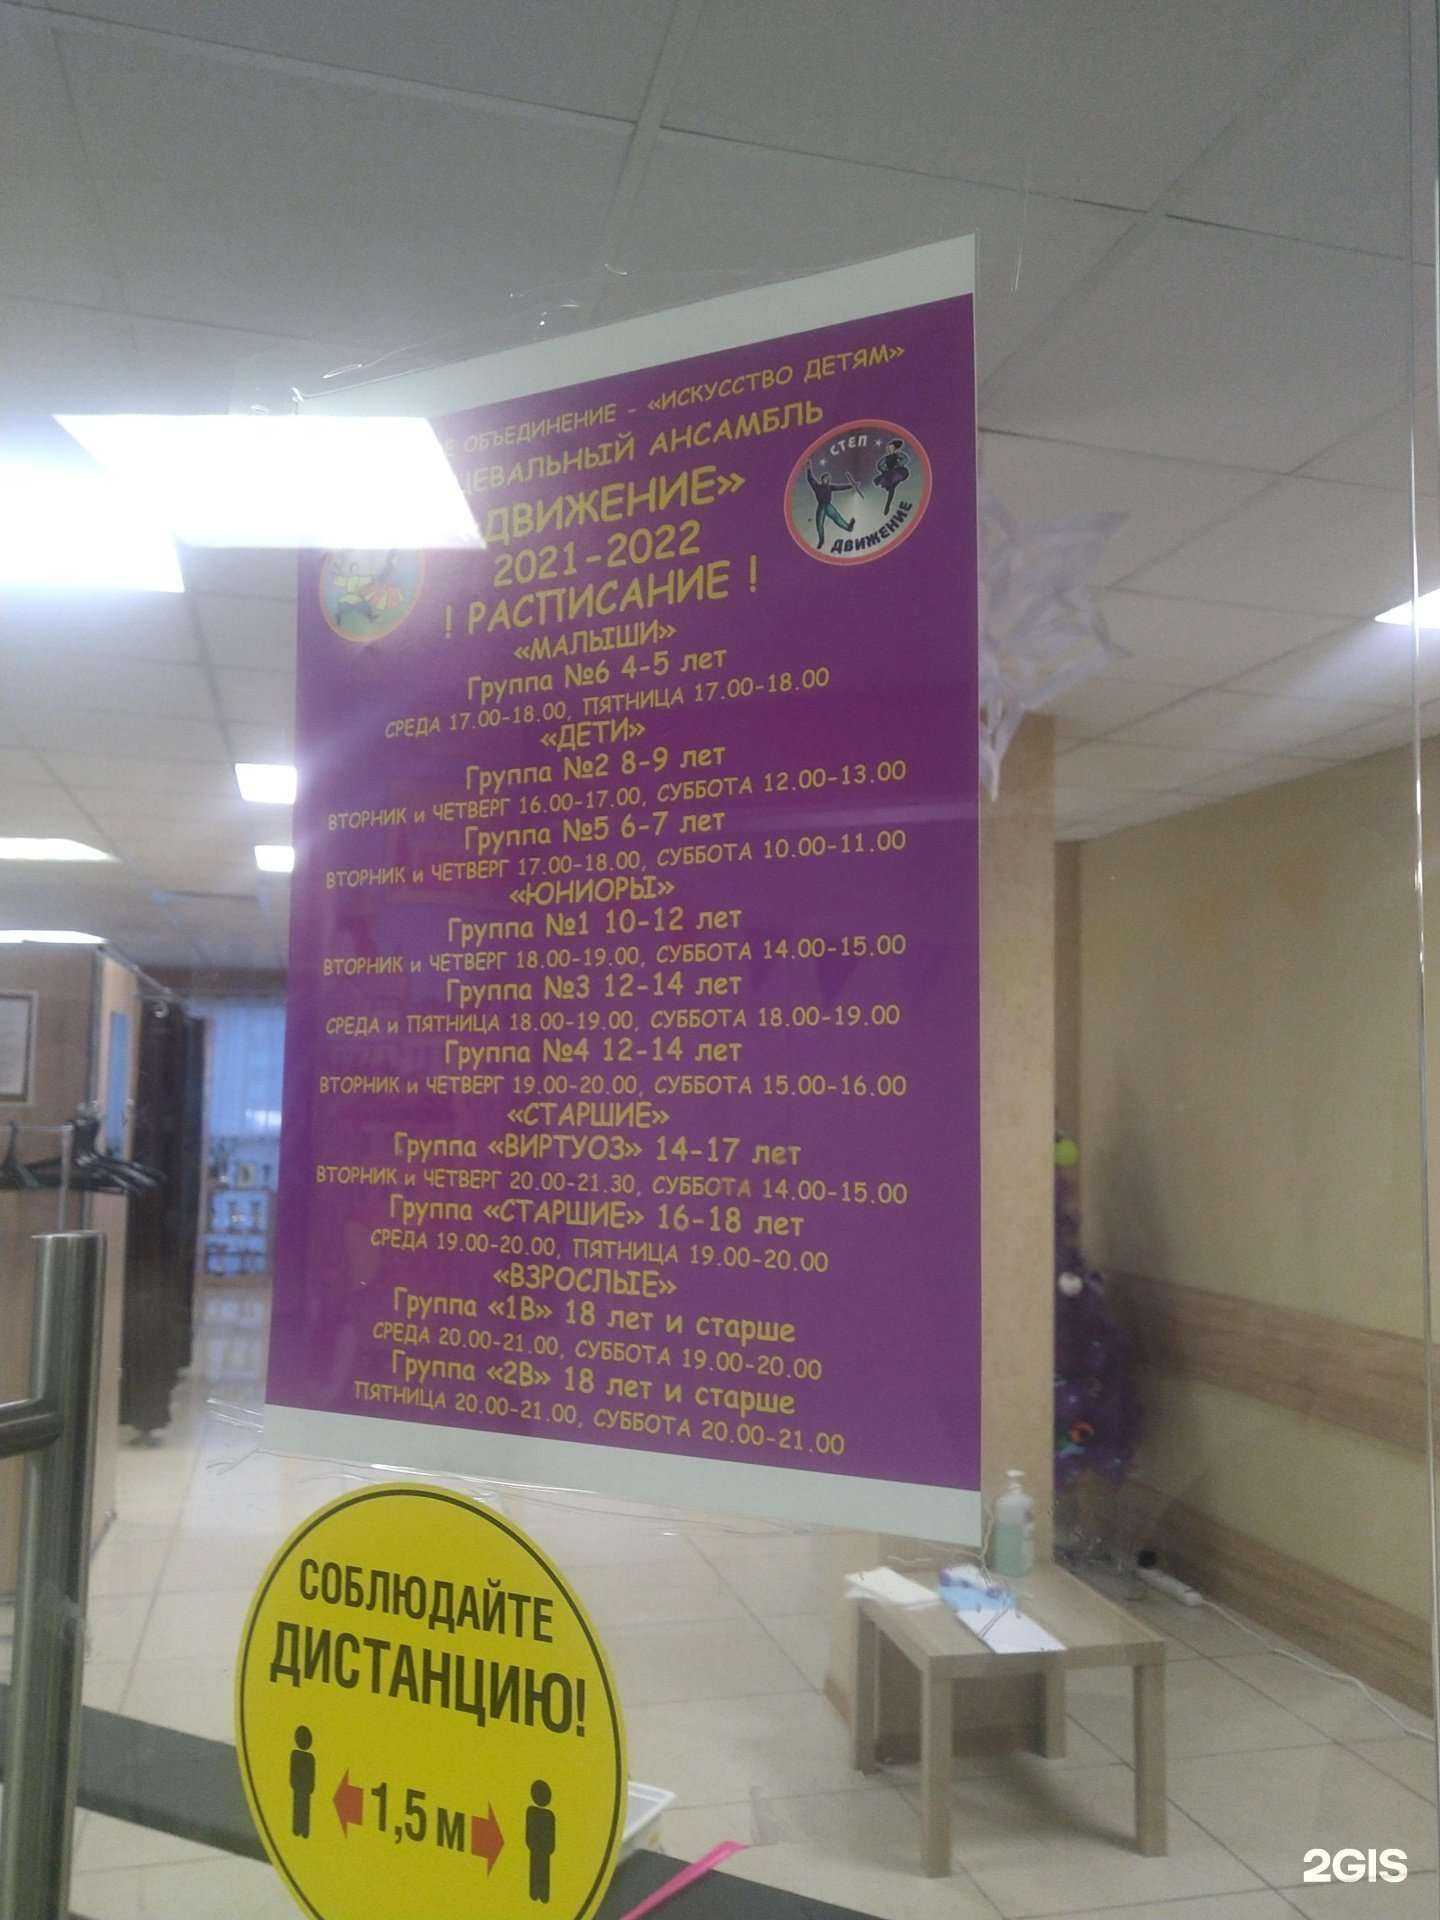 ОБЪЕДИНЕНИЕ - «ИСКУССТВО ДЕТЯМ»
АНСАМБЛЬ
«ДВИЖЕНИЕ»
2021-2022
! РАСПИСАНИЕ !
СТЕП
ДВИЖЕНИЕ
«МАЛЫШИ»
Группа №6 4-5 лет
СРЕДА 17.00-18.00, ПЯТНИЦА 17.00-18.00
«ДЕТИ»
Группа №2 8-9 лет
ВТОРНИК и ЧЕТВЕРГ 16.00-17.00, СУББОТА 12.00-13.00
Группа №5 6-7 лет
ВТОРНИК и ЧЕТВЕРГ 17.00-18.00, СУББОТА 10.00-11.00
«ЮНИОРЫ»
Группа №1 10-12 лет
ВТОРНИК и ЧЕТВЕРГ 18.00-19.00, СУББОТА 14.00-15.00
Группа №3 12-14 лет
СРЕДА и ПЯТНИЦА 18.00-19.00, СУББОТА 18.00-19.00
Группа №4 12-14 лет
ВТОРНИК и ЧЕТВЕРГ 19.00-20.00, СУББОТА 15.00-16.00
«СТАРШИЕ»
Группа «ВИРТУОЗ» 14-17 лет
ВТОРНИК и ЧЕТВЕРГ 20.00-21.30, СУББОТА 14.00-15.00
Группа «СТАРШИЕ» 16-18 лет
СРЕДА 19.00-20.00, ПЯТНИЦА 19.00-20.00
«ВЗРОСЛЫЕ»
Группа «1В» 18 лет и старше
СРЕДА 20.00-21.00, СУББОТА 19.00-20.00
Группа «2В» 18 лет и старше
ПЯТНИЦА 20.00-21.00, СУББОТА 20.00-21.00
СОБЛЮДАЙТЕ
ДИСТАНЦИЮ!
1,5 м
2GIS